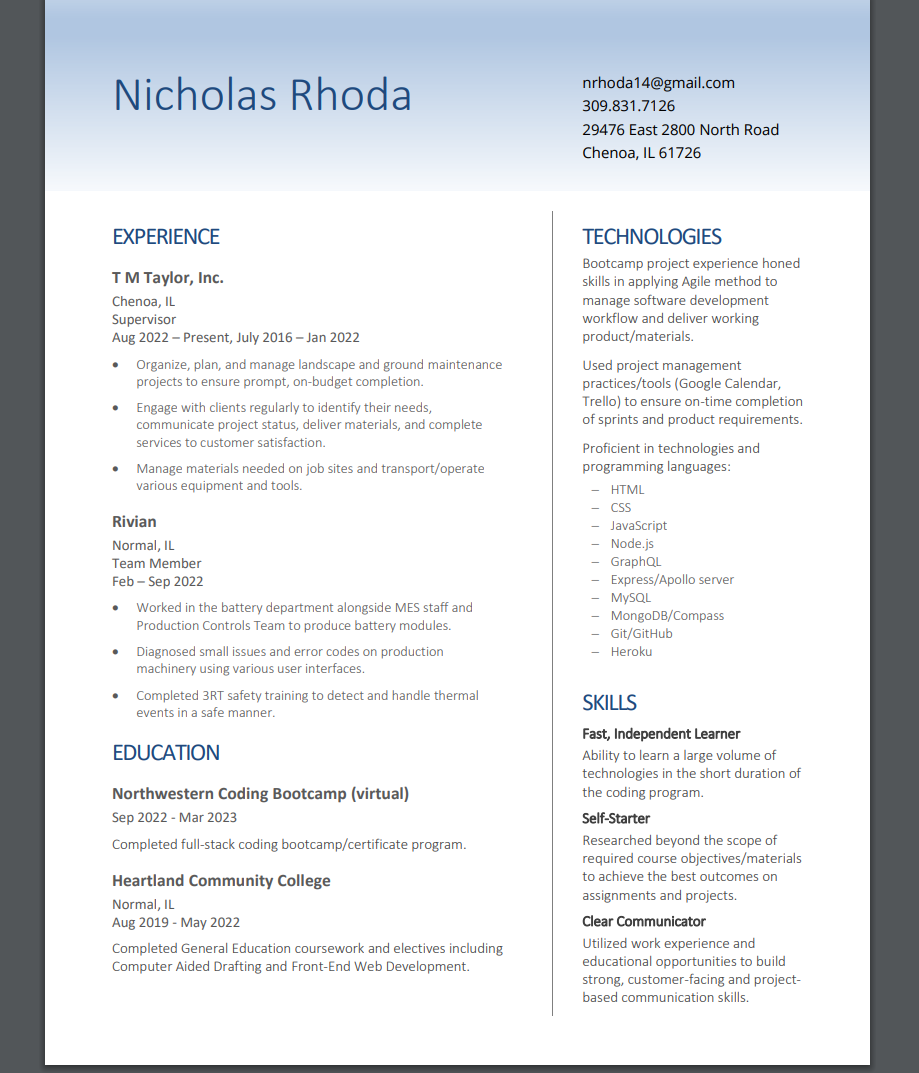 Nicholas Rhoda
nrhoda14@gmail.com
309.831.7126
29476 East 2800 North Road
Chenoa, IL 61726
EXPERIENCE
T M Taylor, Inc.
Chenoa, IL
Supervisor
Aug 2022 – Present, July 2016 – Jan 2022
• Organize, plan, and manage landscape and ground maintenance
projects to ensure prompt, on-budget completion.
• Engage with clients regularly to identify their needs,
communicate project status, deliver materials, and complete
services to customer satisfaction.
• Manage materials needed on job sites and transport/operate
various equipment and tools.
Rivian
Normal, IL
Team Member
Feb – Sep 2022
• Worked in the battery department alongside MES staff and
Production Controls Team to produce battery modules.
• Diagnosed small issues and error codes on production
machinery using various user interfaces.
• Completed 3RT safety training to detect and handle thermal
events in a safe manner.
EDUCATION
Northwestern Coding Bootcamp (virtual)
Sep 2022 - Mar 2023
Completed full-stack coding bootcamp/certificate program.
Heartland Community College
Normal, IL
Aug 2019 - May 2022
Completed General Education coursework and electives including
Computer Aided Drafting and Front-End Web Development.
TECHNOLOGIES
Bootcamp project experience honed
skills in applying Agile method to
manage software development
workflow and deliver working
product/materials.
Used project management
practices/tools (Google Calendar,
Trello) to ensure on-time completion
of sprints and product requirements.
Proficient in technologies and
programming languages:
– HTML
– CSS
– JavaScript
– Node.js
– GraphQL
– Express/Apollo server
– MySQL
– MongoDB/Compass
– Git/GitHub
– Heroku
SKILLS
Fast, Independent Learner
Ability to learn a large volume of
technologies in the short duration of
the coding program.
Self-Starter
Researched beyond the scope of
required course objectives/materials
to achieve the best outcomes on
assignments and projects.
Clear Communicator
Utilized work experience and
educational opportunities to build
strong, customer-facing and project-
based communication skills.